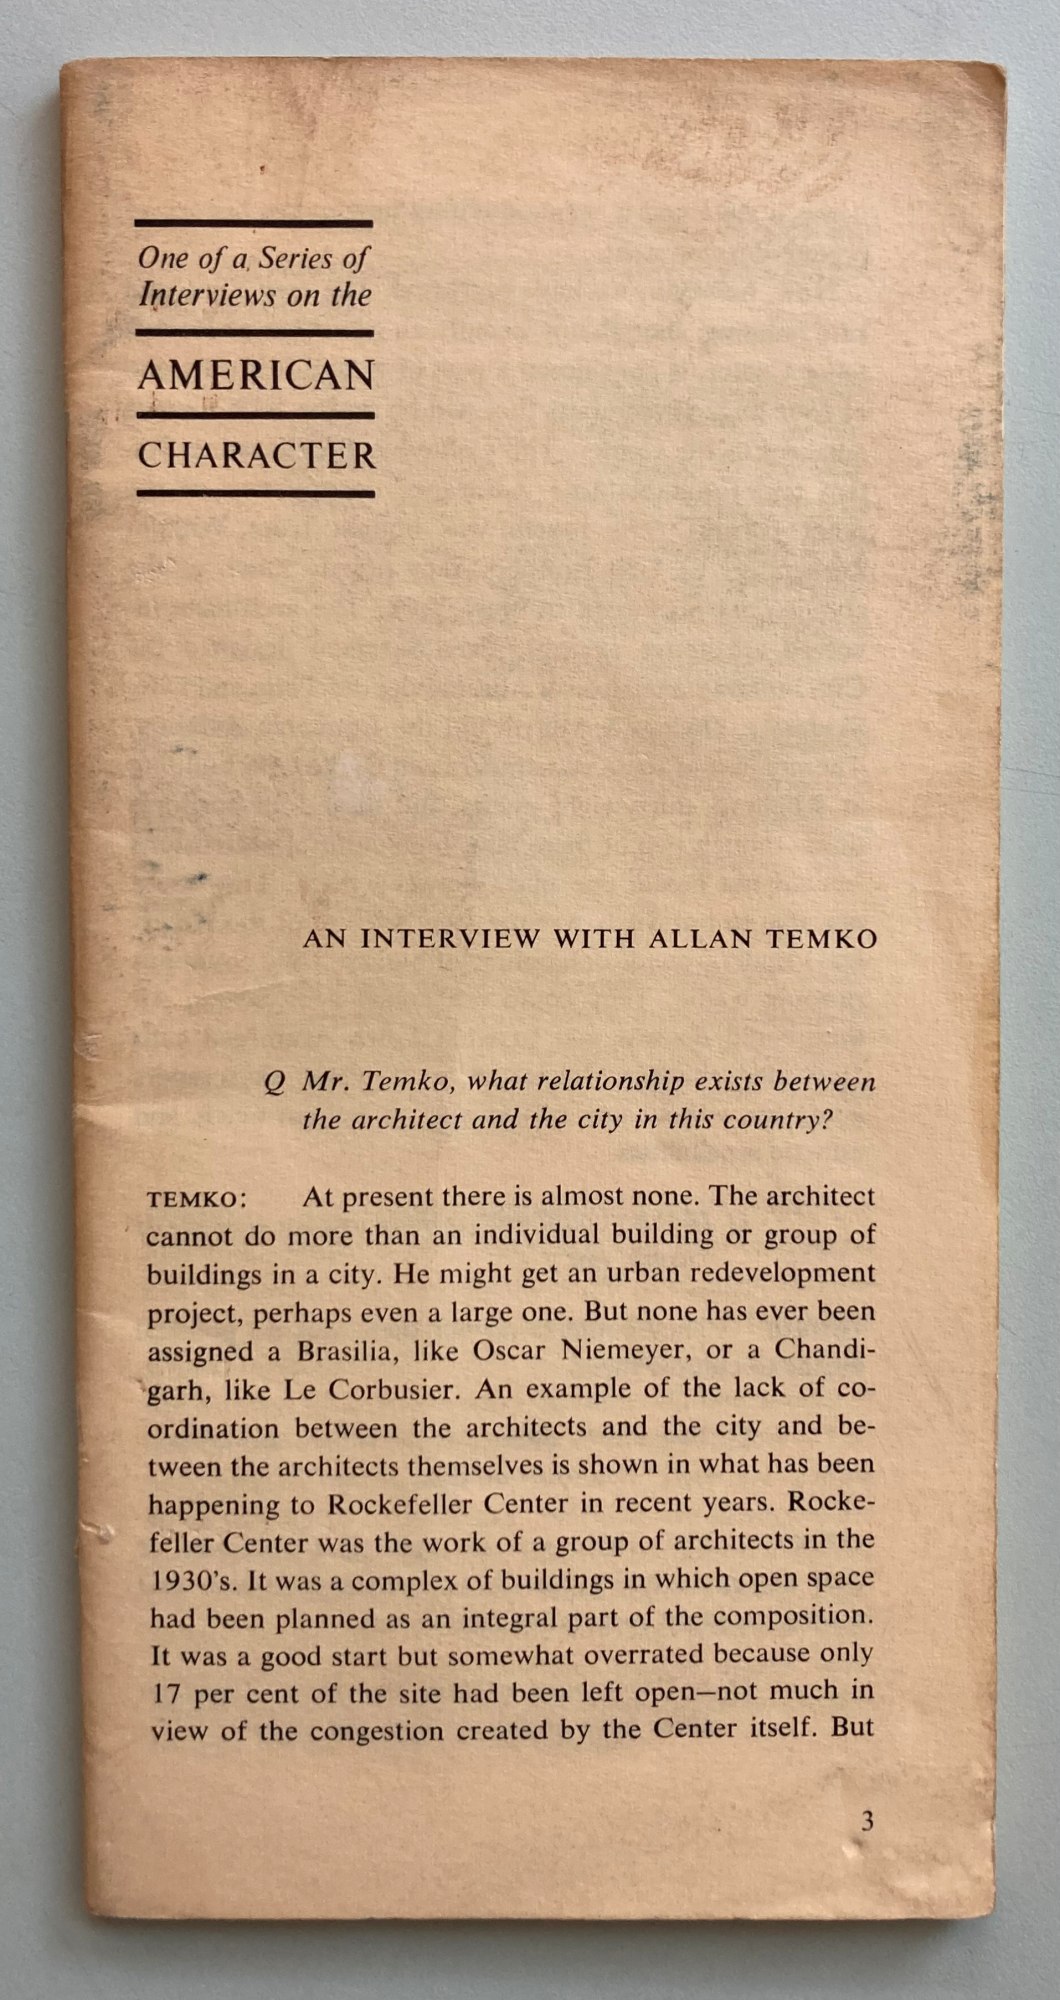 One of a Series of
Interviews on the
AMERICAN
CHARACTER
AN INTERVIEW WITH ALLAN TEMKO
Q Mr. Temko, what relationship exists between
the architect and the city in this country?
TEMKO: At present there is almost none. The architect
cannot do more than an individual building or group of
buildings in a city. He might get an urban redevelopment
project, perhaps even a large one. But none has ever been
assigned a Brasilia, like Oscar Niemeyer, or a Chandi-
garh, like Le Corbusier. An example of the lack of co-
ordination between the architects and the city and be-
tween the architects themselves is shown in what has been
happening to Rockefeller Center in recent years. Rocke-
feller Center was the work of a group of architects in the
1930's. It was a complex of buildings in which open space
had been planned as an integral part of the composition.
It was a good start but somewhat overrated because only
17 per cent of the site had been left open—not much in
view of the congestion created by the Center itself. But
3